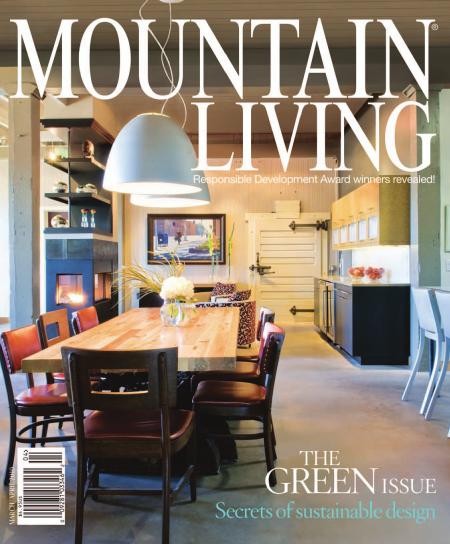 MOUNTAIN®
LIVING
Responsible Development Award winners revealed!
THE
GREEN ISSUE
Secrets of sustainable design